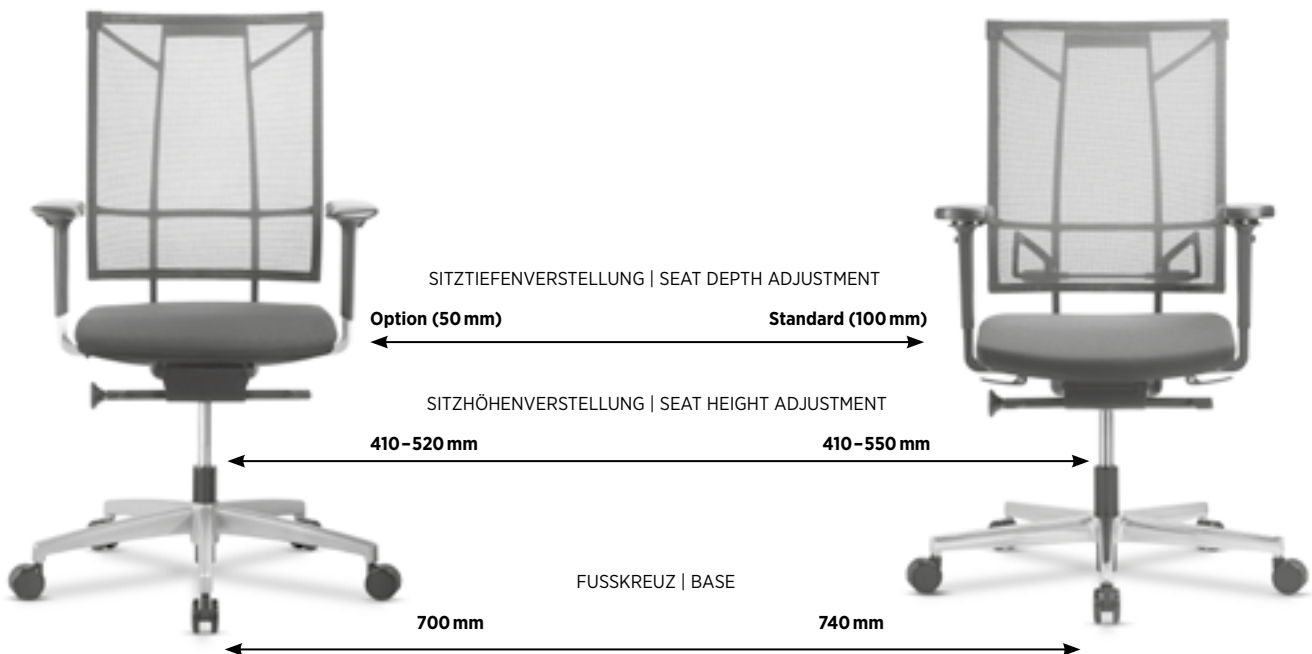 SITZTIEFENVERSTELLUNG | SEAT DEPTH ADJUSTMENT
Option (50 mm) Standard (100 mm)
SITZHÖHENVERSTELLUNG | SEAT HEIGHT ADJUSTMENT
410–520 mm 410–550 mm
FUSSKREUZ | BASE
700 mm 740 mm